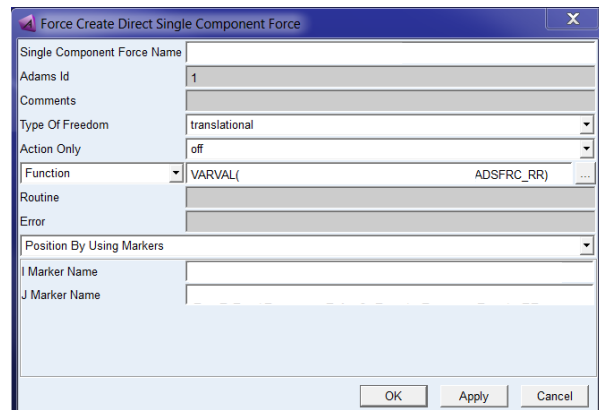 Force Create Direct Single Component Force
Single Component Force Name
Adams Id 1
Comments
Type Of Freedom translational
Action Only off
Function VARVAL( ADSFRC_RR) ...
Routine
Error
Position By Using Markers
I Marker Name
J Marker Name
OK Apply Cancel